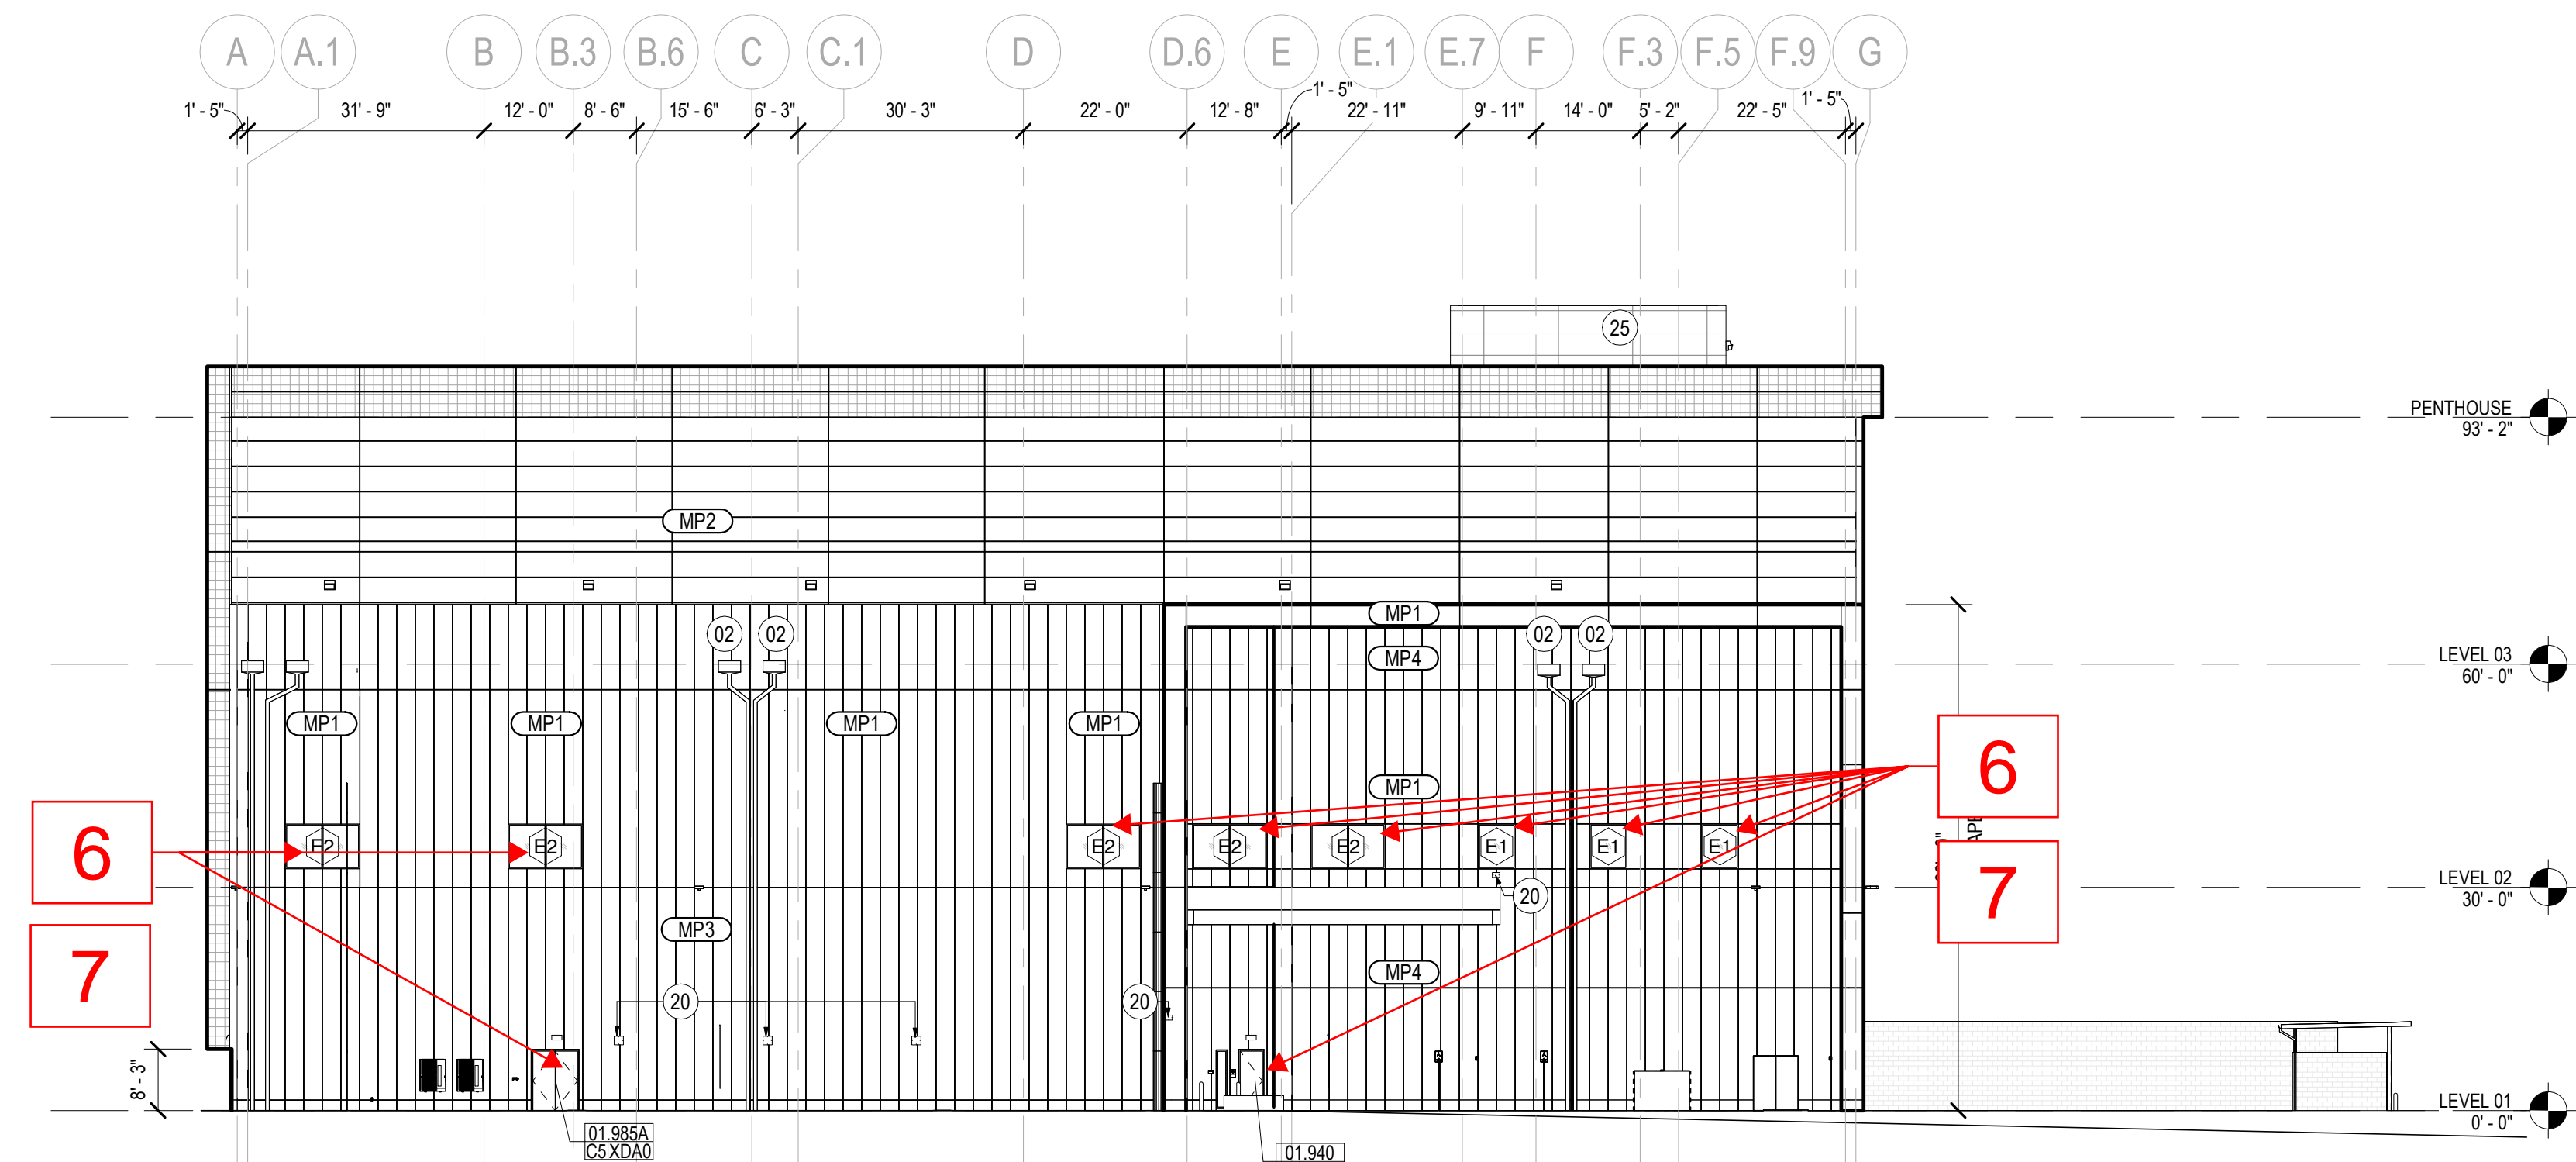 A A.1 B B.3 B.6 C C.1 D D.6 E E.1 E.7 F F.3 F.5 F.9 G
1' - 5" 31' - 9" 12' - 0" 8' - 6" 15' - 6" 6' - 3" 30' - 3" 22' - 0" 12' - 8" 1' - 5" 22' - 11" 9' - 11" 14' - 0" 5' - 2" 22' - 5" 1' - 5"
25
PENTHOUSE
93' - 2"
MP2
MP1
02 02 02 02
MP4
LEVEL 03
60' - 0"
MP1 MP1 MP1 MP1
6
MP1
6
E2 E2 E2 E2 E2 E1 E1 E1
7
LEVEL 02
30' - 0"
20
MP3
7
MP4
20 20
8' - 3"
LEVEL 01
0' - 0"
01.985A
C5 XDA0
01.940